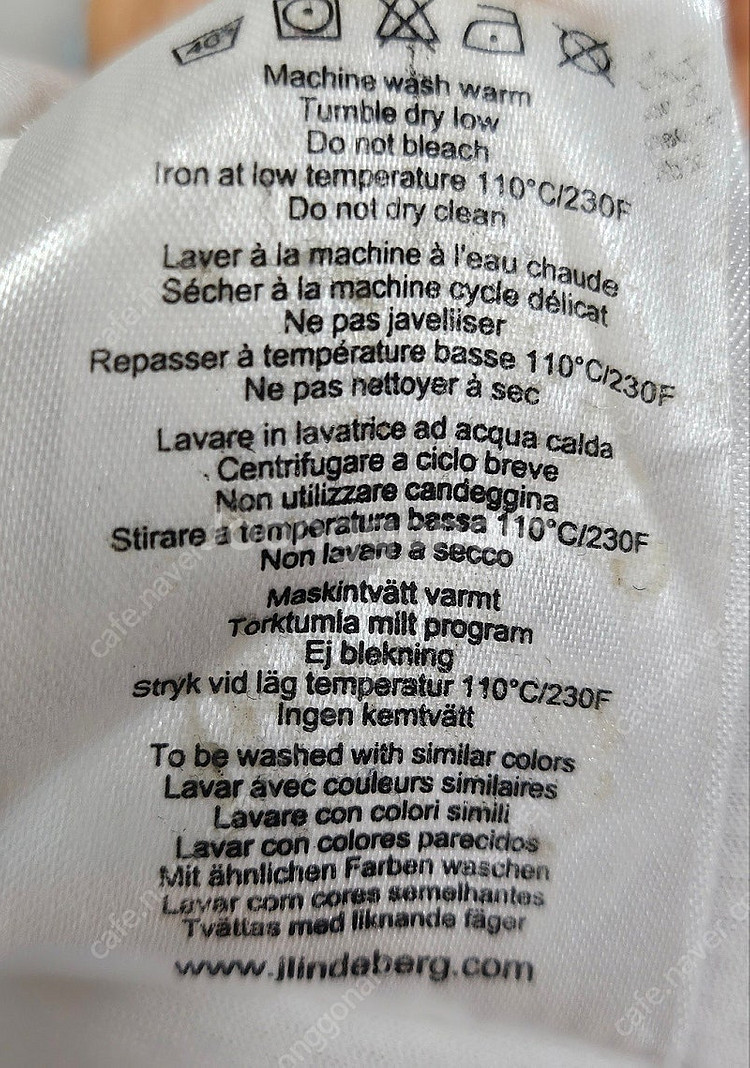 40°
Machine wash warm
Tumble dry low
Do not bleach
Iron at low temperature 110°C/230F
Do not dry clean
Laver à la machine à l'eau chaude
Sécher à la machine cycle délicat
Ne pas javelliser
Repasser à température basse 110°C/230F
Ne pas nettoyer à sec
Lavare in lavatrice ad acqua calda
Centrifugare a ciclo breve
Non utilizzare candeggina
Stirare a temperatura bassa 110°C/230F
Non lavare a secco
Maskintvätt varmt
Torktumla milt program
Ej blekning
Stryk vid läg temperatur 110°C/230F
Ingen kemtvätt
To be washed with similar colors
Lavar avec couleurs similaires
Lavare con colori simili
Lavar con colores parecidos
Mit ähnlichen Farben waschen
Lavar com cores semelhantes
Tvättas med liknande fäger
www.jlindeberg.com